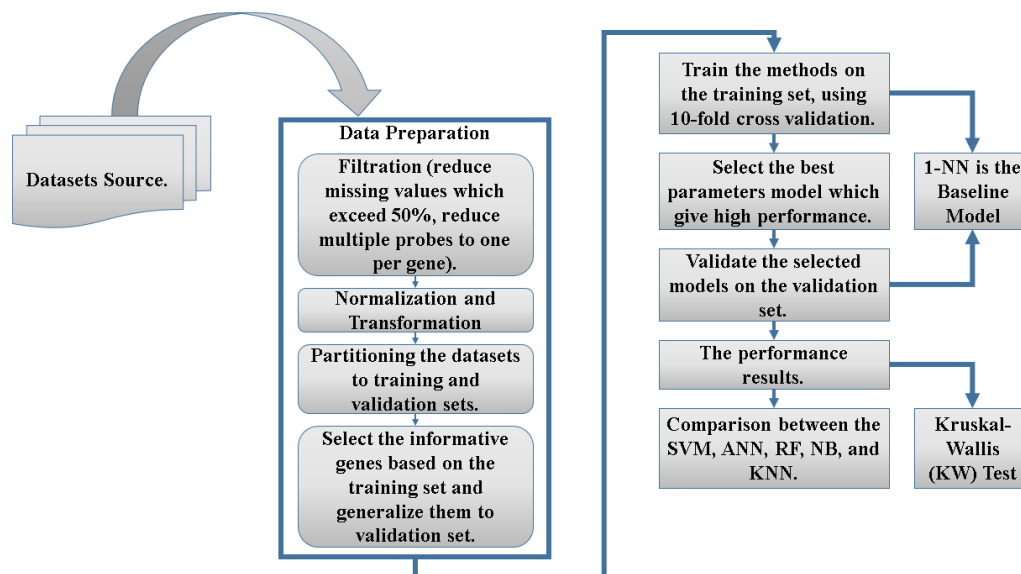 Datasets Source.
Data Preparation
Filtration (reduce
missing values which
exceed 50%, reduce
multiple probes to one
per gene).
Normalization and
Transformation
Partitioning the datasets
to training and
validation sets.
Select the informative
genes based on the
training set and
generalize them to
validation set.
Train the methods on
the training set, using
10-fold cross validation.
Select the best
parameters model which
give high performance.
Validate the selected
models on the validation
set.
The performance
results.
Comparison between the
SVM, ANN, RF, NB, and
KNN.
1-NN is the
Baseline
Model
Kruskal-
Wallis
(KW) Test